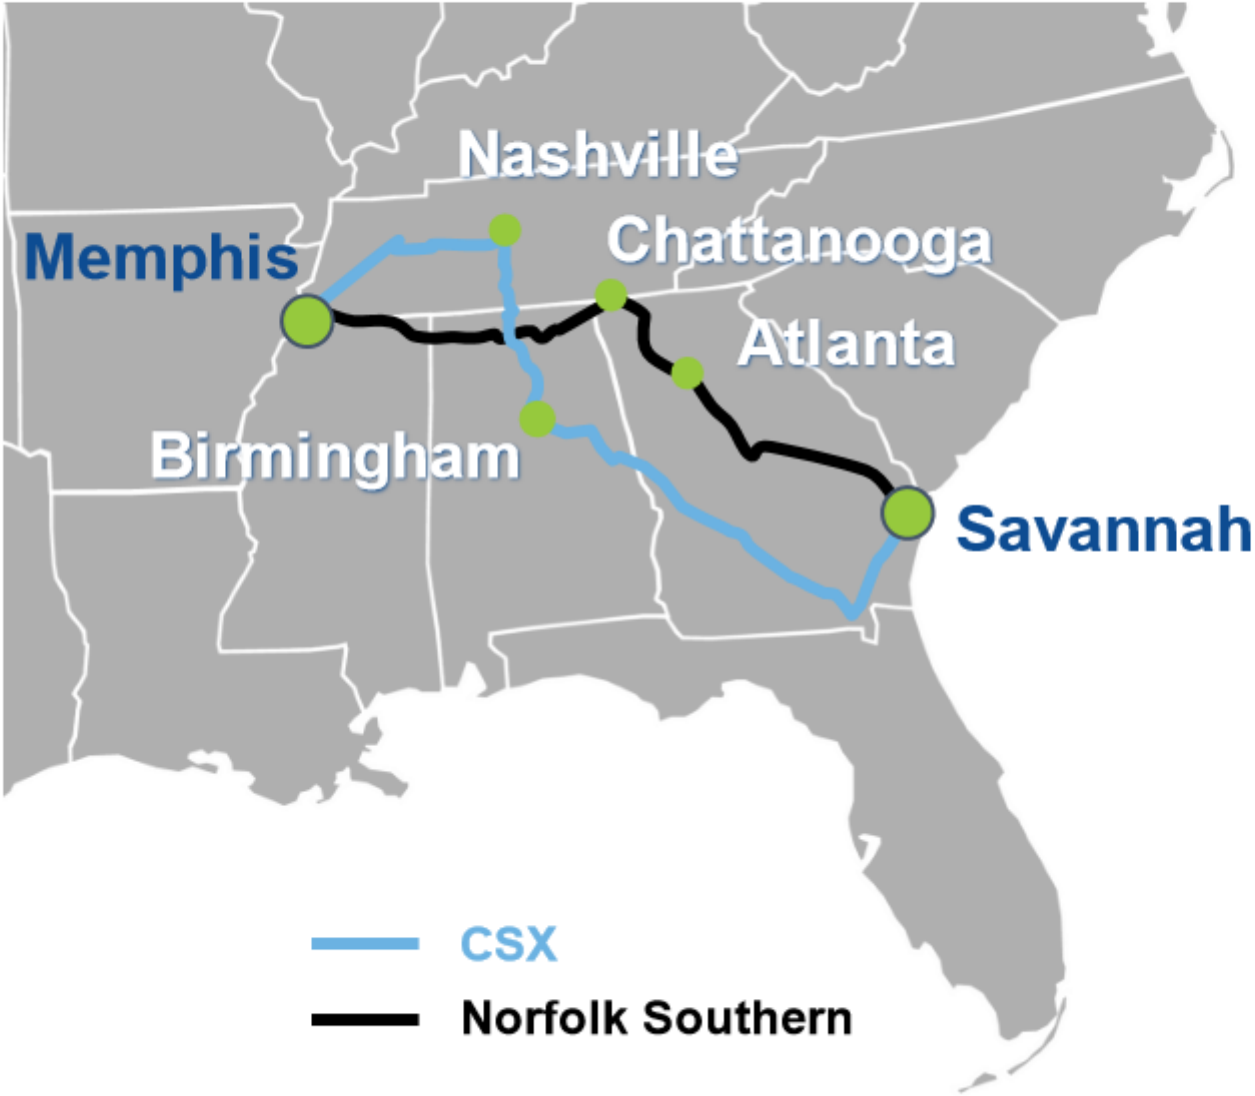 Nashville
Chattanooga
Memphis
Atlanta
Birmingham
Savannah
CSX
Norfolk Southern